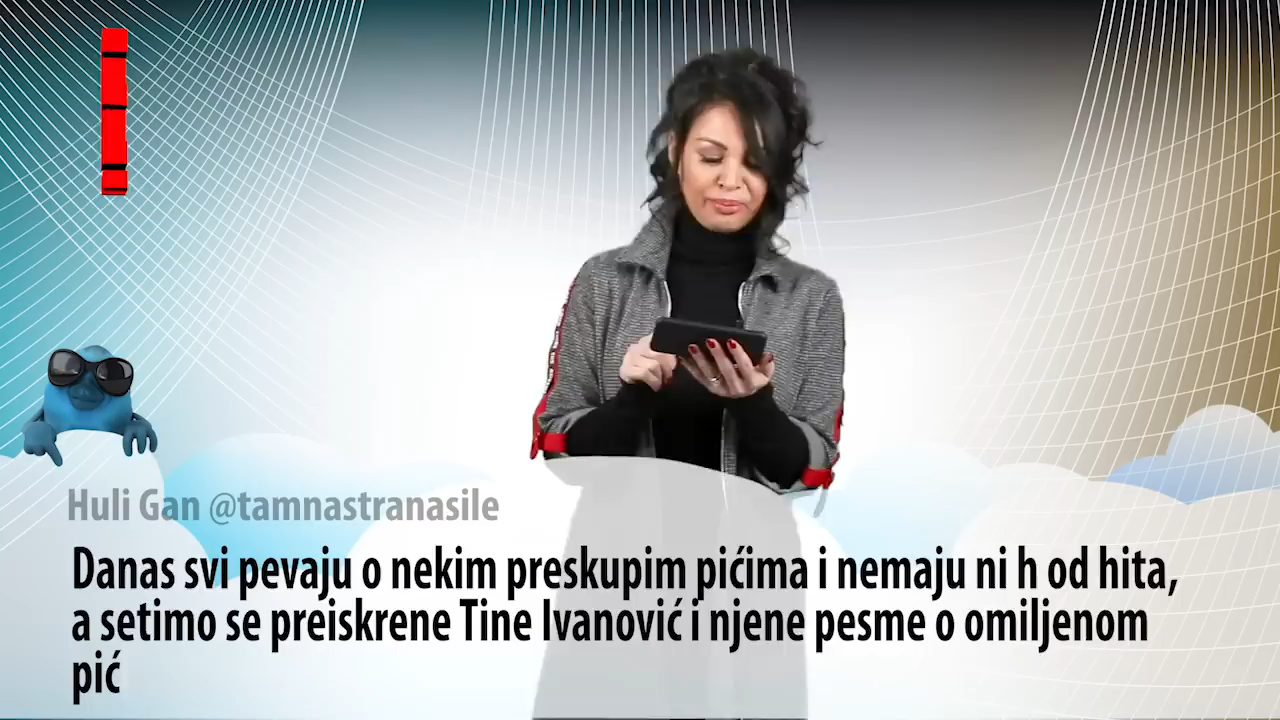 Huli Gan @tamnastranasile
Danas svi pevaju o nekim preskupim pićima i nemaju ni h od hita,
a setimo se preiskrene Tine Ivanović i njene pesme o omiljenom
pić